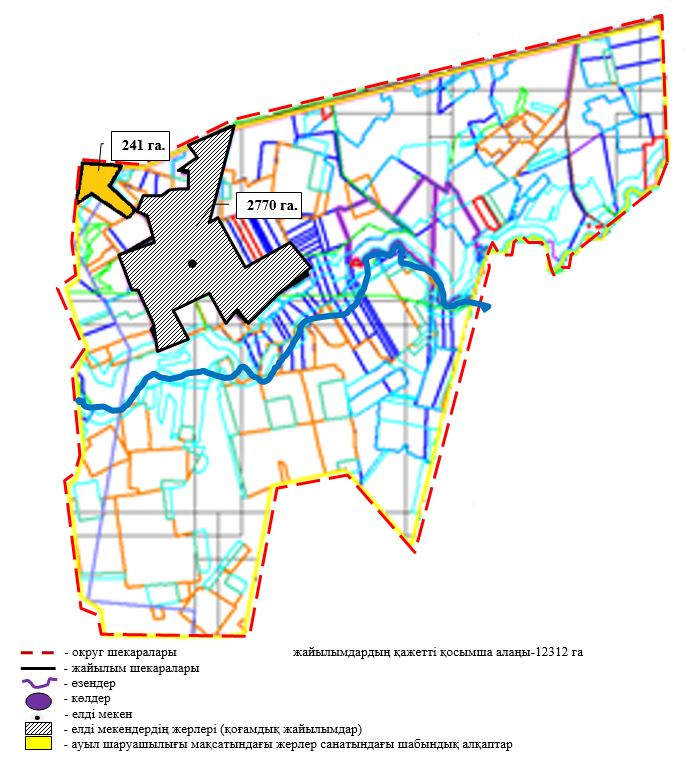 241 га.
2770 га.
- округ шекаралары
жайылымдардың қажетті қосымша алаңы-12312 га
- жайылым шекаралары
- өзендер
- көлдер
- елді мекен
- елді мекендердің жерлері (қоғамдық жайылымдар)
- ауыл шаруашылығы мақсатындағы жерлер санатындағы шабындық алқаптар